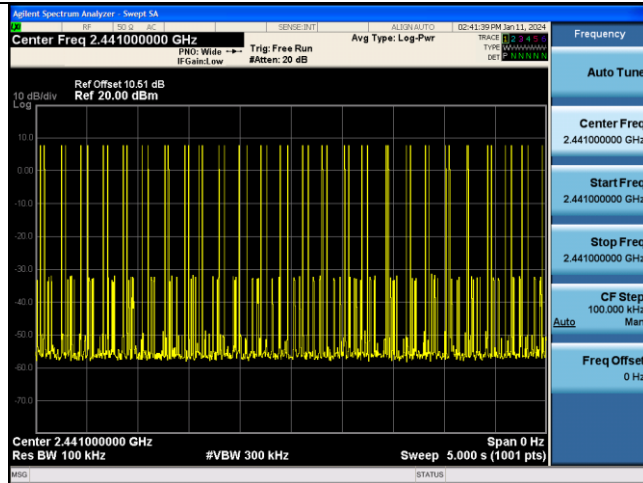 Agilent Spectrum Analyzer - Swept SA
RF 50 Ω AC SENSE:INT ALIGN AUTO 02:41:39 PM Jan 11, 2024
Center Freq 2.441000000 GHz
PNO: Wide
IFGain:Low
Trig: Free Run
#Atten: 20 dB
Avg Type: Log-Pwr
TRACE 1 2 3 4 5 6
TYPE W
DET P N N N N N
Ref Offset 10.51 dB
10 dB/div Ref 20.00 dBm
Log
10.0
0.00
-10.0
-20.0
-30.0
-40.0
-50.0
-60.0
-70.0
Center 2.441000000 GHz Span 0 Hz
Res BW 100 kHz #VBW 300 kHz Sweep 5.000 s (1001 pts)
MSG STATUS
Frequency
Auto Tune
Center Freq
2.441000000 GHz
Start Freq
2.441000000 GHz
Stop Freq
2.441000000 GHz
CF Step
100.000 kHz
Auto Man
Freq Offset
0 Hz